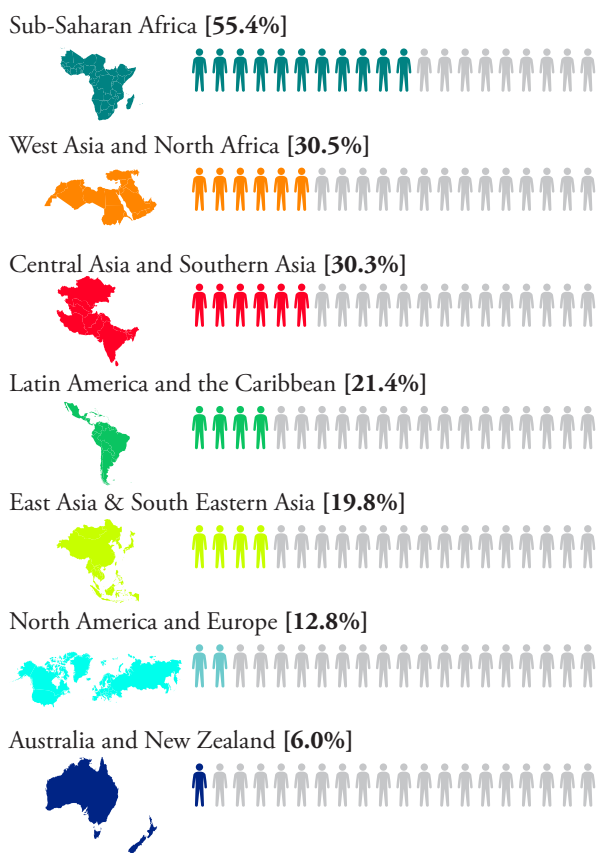 Sub-Saharan Africa [55.4%]
West Asia and North Africa [30.5%]
Central Asia and Southern Asia [30.3%]
Latin America and the Caribbean [21.4%]
East Asia & South Eastern Asia [19.8%]
North America and Europe [12.8%]
Australia and New Zealand [6.0%]